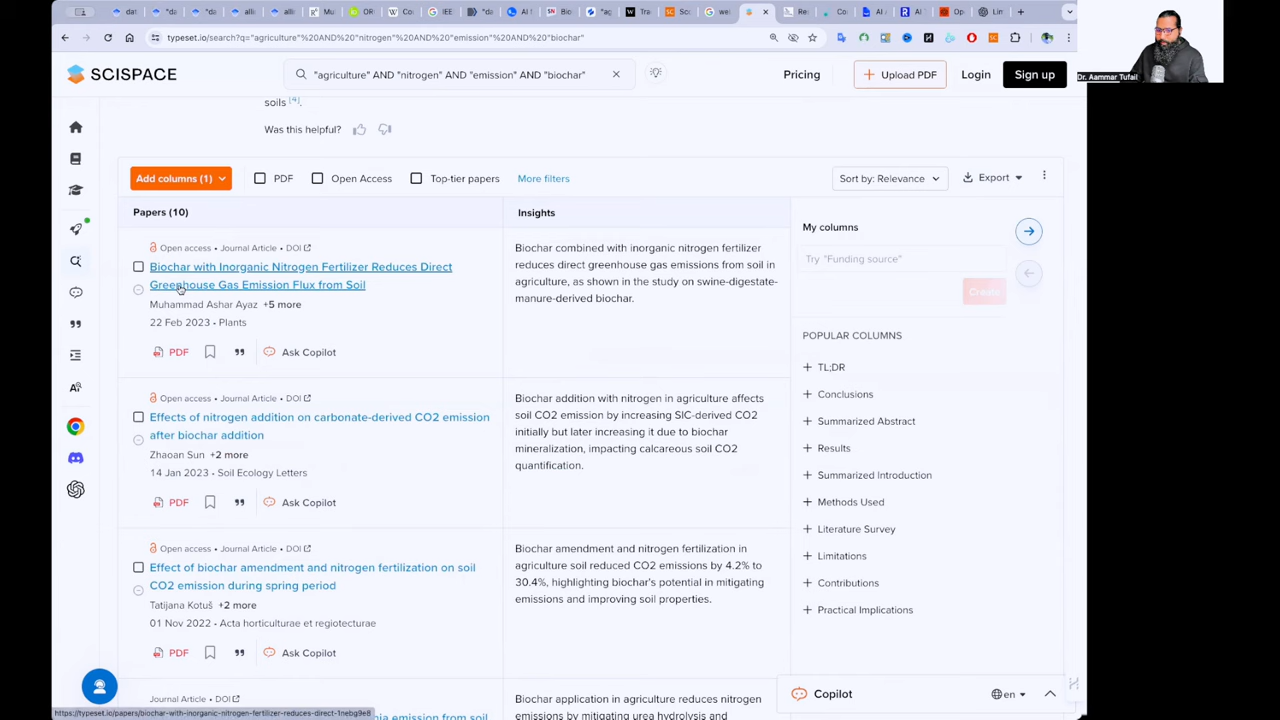 typeset.io/search?q="agriculture"%20AND%20"nitrogen"%20AND%20"emission"%20AND%20"biochar"
SCISPACE
"agriculture" AND "nitrogen" AND "emission" AND "biochar"
Pricing
Upload PDF
Login
Sign up
Dr. Aammar Tufail
soils [4].
Was this helpful?
Add columns (1)
PDF
Open Access
Top-tier papers
More filters
Sort by: Relevance
Export
Papers (10)
Insights
Open access • Journal Article • DOI
Biochar with Inorganic Nitrogen Fertilizer Reduces Direct
Greenhouse Gas Emission Flux from Soil
Muhammad Ashar Ayaz +5 more
22 Feb 2023 • Plants
PDF
Ask Copilot
Biochar combined with inorganic nitrogen fertilizer
reduces direct greenhouse gas emissions from soil in
agriculture, as shown in the study on swine-digestate-
manure-derived biochar.
Open access • Journal Article • DOI
Effects of nitrogen addition on carbonate-derived CO2 emission
after biochar addition
Zhaoan Sun +2 more
14 Jan 2023 • Soil Ecology Letters
PDF
Ask Copilot
Biochar addition with nitrogen in agriculture affects
soil CO2 emission by increasing SIC-derived CO2
initially but later increasing it due to biochar
mineralization, impacting calcareous soil CO2
quantification.
Open access • Journal Article • DOI
Effect of biochar amendment and nitrogen fertilization on soil
CO2 emission during spring period
Tatijana Kotuš +2 more
01 Nov 2022 • Acta horticulturae et regiotecturae
PDF
Ask Copilot
Biochar amendment and nitrogen fertilization in
agriculture soil reduced CO2 emissions by 4.2% to
30.4%, highlighting biochar's potential in mitigating
emissions and improving soil properties.
Journal Article • DOI
Biochar application in agriculture reduces nitrogen
emissions by mitigating urea hydrolysis and
My columns
Try "Funding source"
Create
POPULAR COLUMNS
TL;DR
Conclusions
Summarized Abstract
Results
Summarized Introduction
Methods Used
Literature Survey
Limitations
Contributions
Practical Implications
Copilot
en
https://typeset.io/papers/biochar-with-inorganic-nitrogen-fertilizer-reduces-direct-1nebg9e8